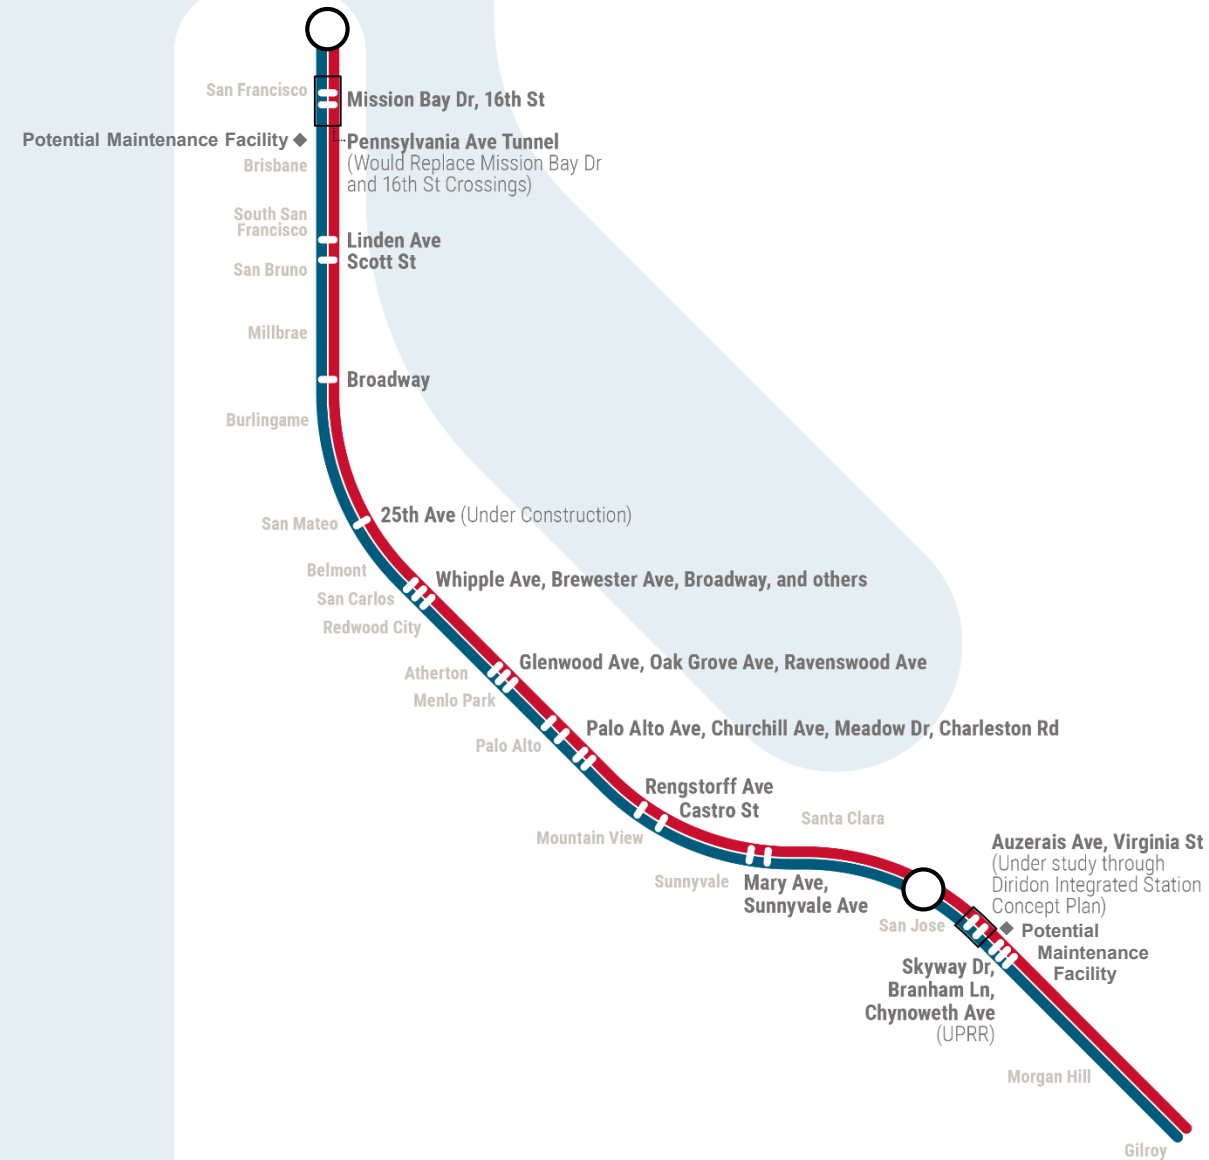 San Francisco
Mission Bay Dr, 16th St
Potential Maintenance Facility
Pennsylvania Ave Tunnel
(Would Replace Mission Bay Dr
and 16th St Crossings)
Brisbane
South San
Francisco
Linden Ave
Scott St
San Bruno
Millbrae
Broadway
Burlingame
25th Ave (Under Construction)
San Mateo
Belmont
Whipple Ave, Brewester Ave, Broadway, and others
San Carlos
Redwood City
Glenwood Ave, Oak Grove Ave, Ravenswood Ave
Atherton
Menlo Park
Palo Alto Ave, Churchill Ave, Meadow Dr, Charleston Rd
Palo Alto
Rengstorff Ave
Castro St
Santa Clara
Mountain View
Auzerais Ave, Virginia St
(Under study through
Diridon Integrated Station
Concept Plan)
Sunnyvale
Mary Ave,
Sunnyvale Ave
San Jose
Potential
Maintenance
Facility
Skyway Dr,
Branham Ln,
Chynoweth Ave
(UPRR)
Morgan Hill
Gilroy